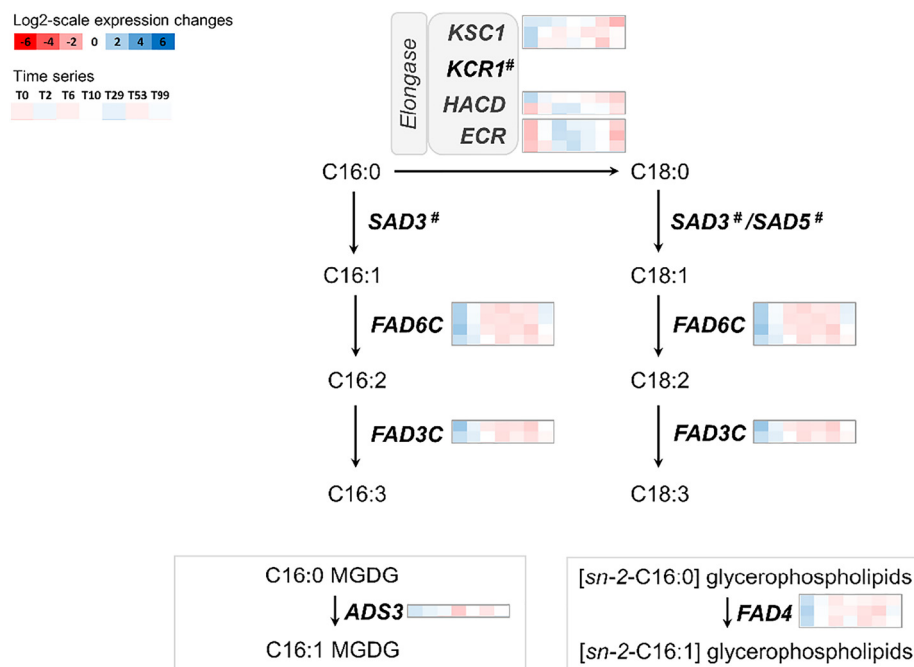 Log2-scale expression changes
-6 -4 -2 0 2 4 6
Time series
T0 T2 T6 T10 T29 T53 T99
Elongase
KSC1
KCR1#
HACD
ECR
C16:0 C18:0
SAD3# SAD3#/SAD5#
C16:1 C18:1
FAD6C FAD6C
C16:2 C18:2
FAD3C FAD3C
C16:3 C18:3
C16:0 MGDG
ADS3
C16:1 MGDG
[sn-2-C16:0] glycerophospholipids
FAD4
[sn-2-C16:1] glycerophospholipids